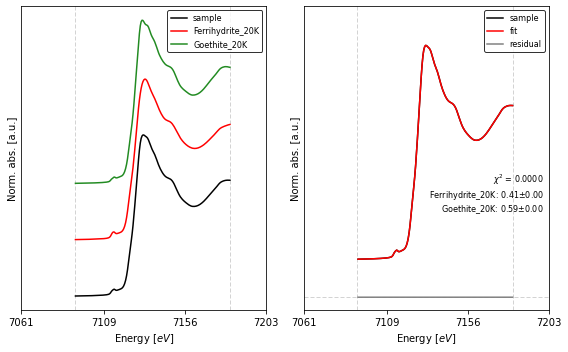 Norm. abs. [a.u.]
sample
Ferrihydrite_20K
Goethite_20K
7061
7109
7156
7203
Energy [eV]
Norm. abs. [a.u.]
sample
fit
residual
χ² = 0.0000
Ferrihydrite_20K: 0.41±0.00
Goethite_20K: 0.59±0.00
7061
7109
7156
7203
Energy [eV]